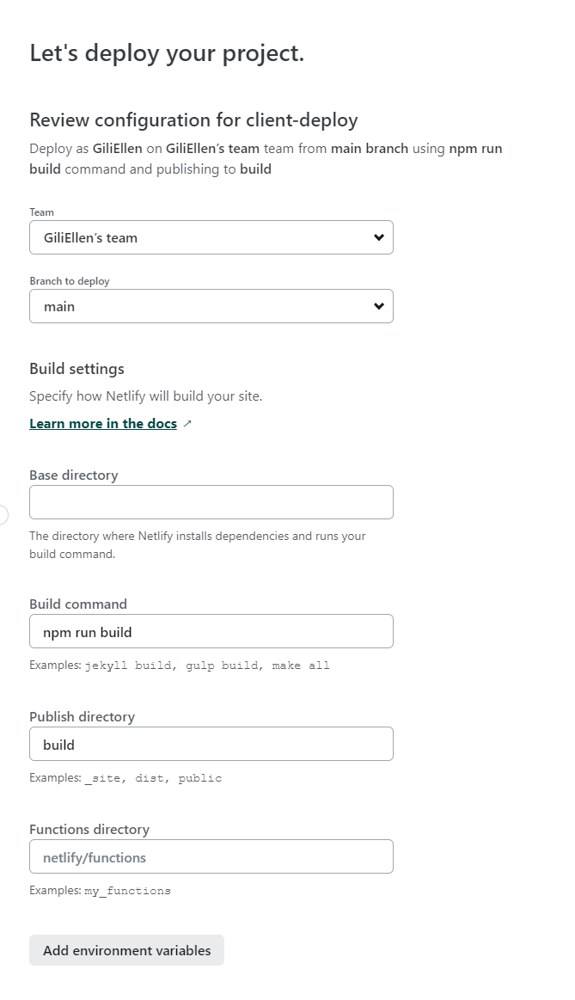 Let's deploy your project.
Review configuration for client-deploy
Deploy as GiliEllen on GiliEllen's team team from main branch using npm run
build command and publishing to build
Team
GiliEllen's team
Branch to deploy
main
Build settings
Specify how Netlify will build your site.
Learn more in the docs ↗
Base directory
The directory where Netlify installs dependencies and runs your
build command.
Build command
npm run build
Examples: jekyll build, gulp build, make all
Publish directory
build
Examples: _site, dist, public
Functions directory
netlify/functions
Examples: my_functions
Add environment variables